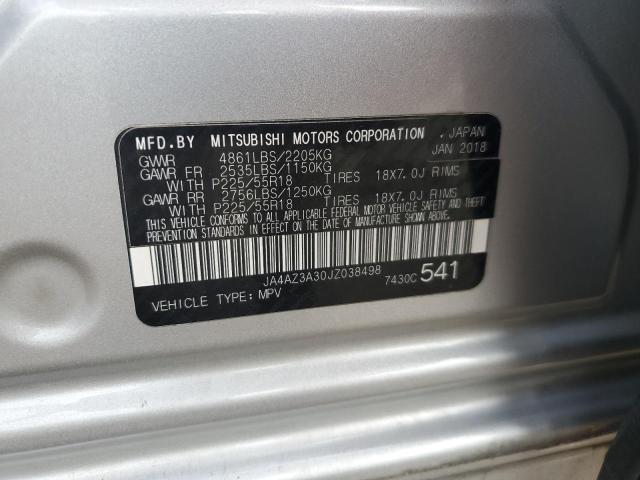 MFD.BY MITSUBISHI MOTORS CORPORATION , JAPAN
GVWR 4861LBS/2205KG JAN 2018
GAWR FR 2535LBS/1150KG
WITH P225/55R18 TIRES 18X7.0J RIMS
GAWR RR 2756LBS/1250KG
WITH P225/55R18 TIRES 18X7.0J RIMS
THIS VEHICLE CONFORMS TO ALL APPLICABLE FEDERAL MOTOR VEHICLE SAFETY AND THEFT
PREVENTION STANDARDS IN EFFECT ON THE DATE OF MANUFACTURE SHOWN ABOVE.
JA4AZ3A30JZ038498 7430C 541
VEHICLE TYPE: MPV